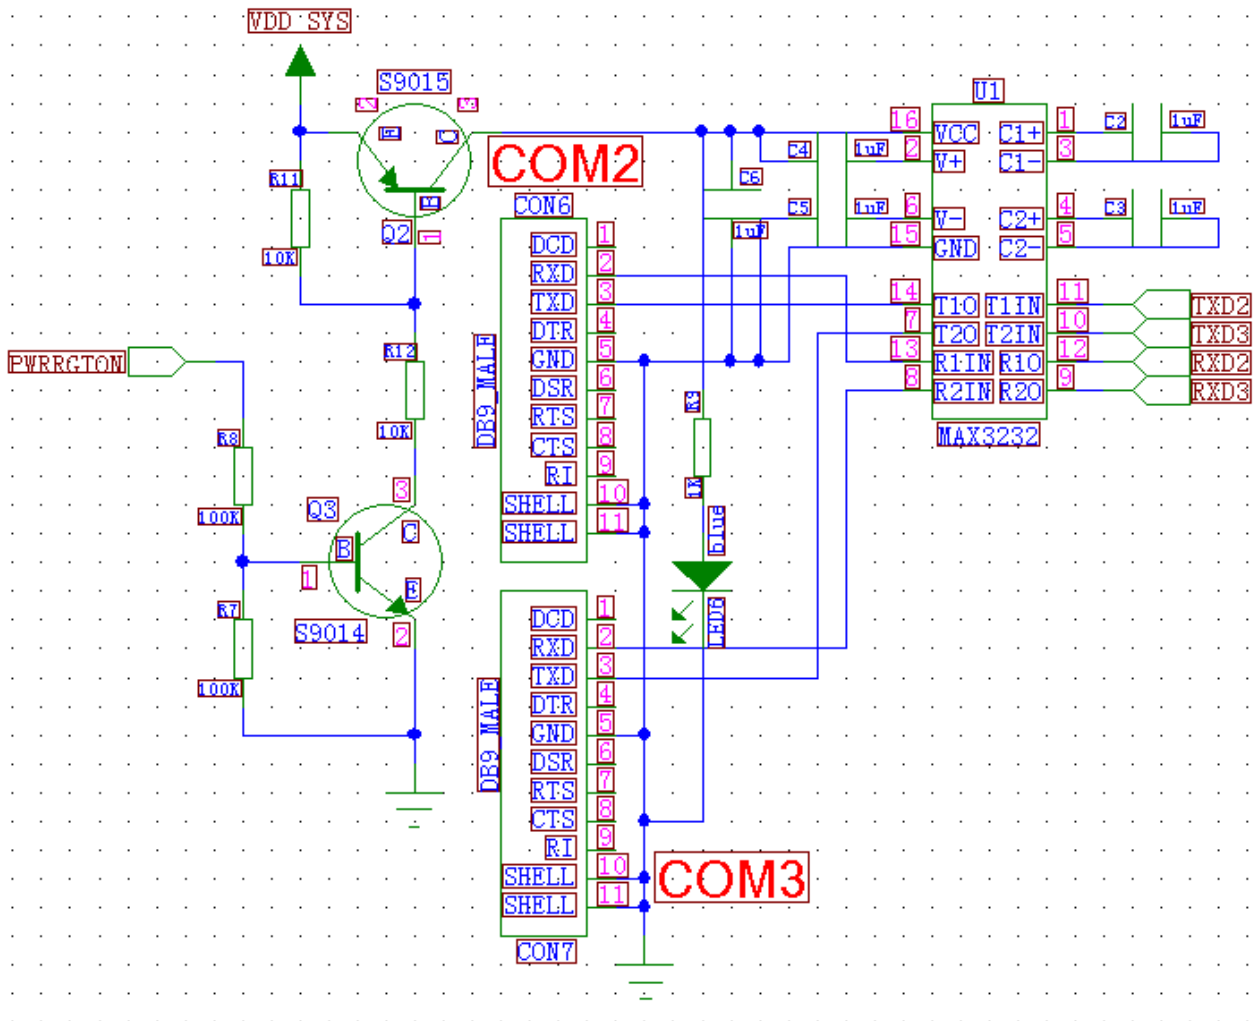 VDD SYS
S9015
2
3
E
C
B
Q2
1
R11
10K
COM2
CON6
DB9_MALE
DCD 1
RXD 2
TXD 3
DTR 4
GND 5
DSR 6
RTS 7
CTS 8
RI 9
SHELL 10
SHELL 11
PWRRGTON
R12
10K
R8
100K
Q3
3
C
B
1
E
S9014
2
R7
100K
C4 1uF
C6
C5 1uF
1uF
U1
16 VCC C1+ 1
2 V+ C1- 3
6 V- C2+ 4
15 GND C2- 5
14 T1O T1IN 11
7 T2O T2IN 10
13 R1IN R1O 12
8 R2IN R2O 9
MAX3232
C2 1uF
C3 1uF
TXD2
TXD3
RXD2
RXD3
1K
blue
LED6
DB9_MALE
DCD 1
RXD 2
TXD 3
DTR 4
GND 5
DSR 6
RTS 7
CTS 8
RI 9
SHELL 10
SHELL 11
CON7
COM3